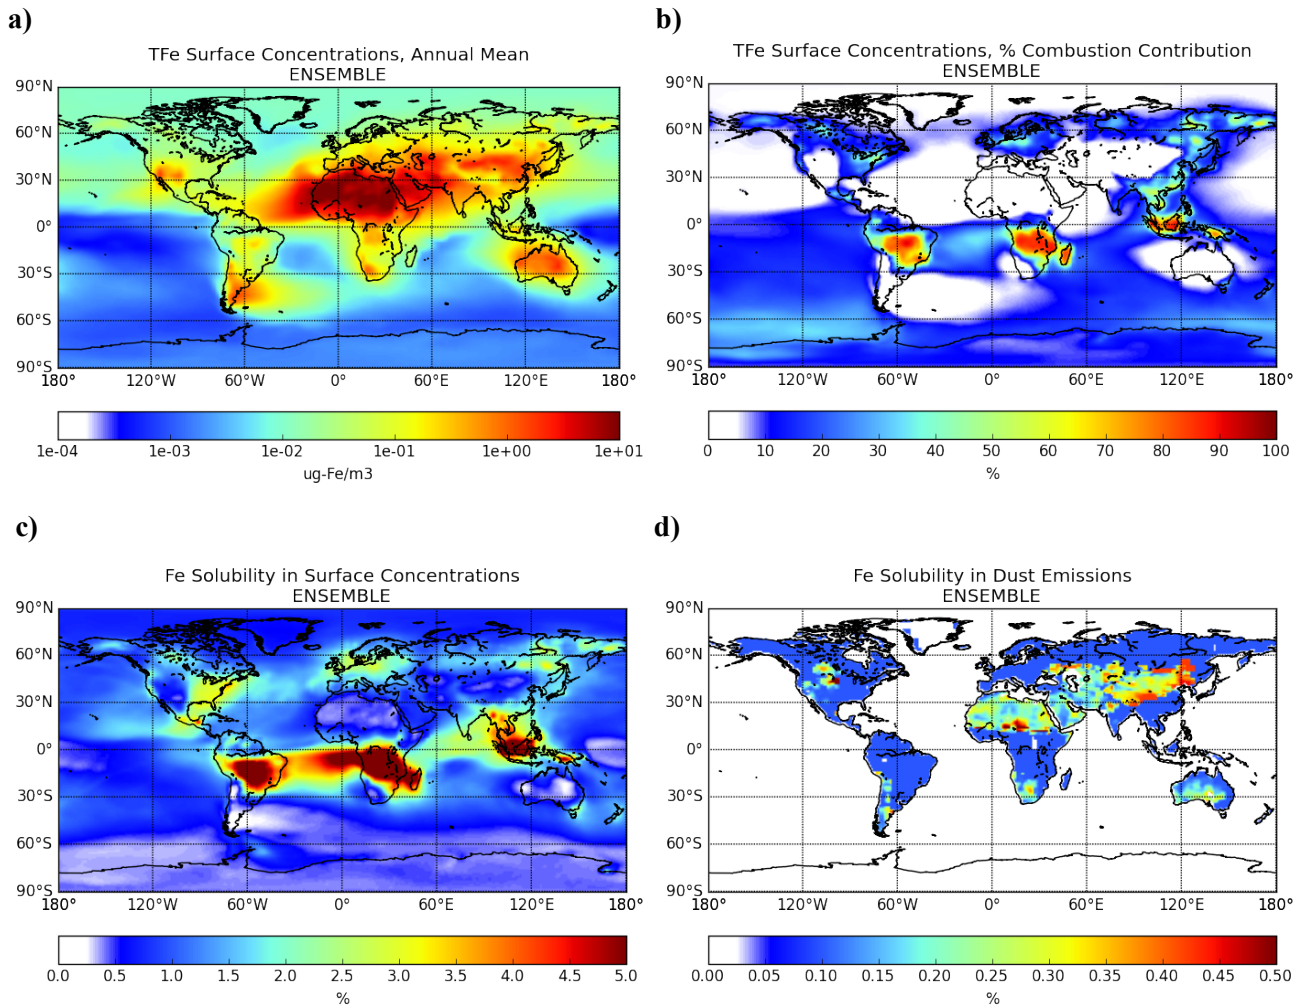 a)
TFe Surface Concentrations, Annual Mean
ENSEMBLE
90°N
60°N
30°N
0°
30°S
60°S
90°S
180° 120°W 60°W 0° 60°E 120°E 180°
1e-04 1e-03 1e-02 1e-01 1e+00 1e+01
ug-Fe/m3
b)
TFe Surface Concentrations, % Combustion Contribution
ENSEMBLE
90°N
60°N
30°N
0°
30°S
60°S
90°S
180° 120°W 60°W 0° 60°E 120°E 180°
0 10 20 30 40 50 60 70 80 90 100
%
c)
Fe Solubility in Surface Concentrations
ENSEMBLE
90°N
60°N
30°N
0°
30°S
60°S
90°S
180° 120°W 60°W 0° 60°E 120°E 180°
0.0 0.5 1.0 1.5 2.0 2.5 3.0 3.5 4.0 4.5 5.0
%
d)
Fe Solubility in Dust Emissions
ENSEMBLE
90°N
60°N
30°N
0°
30°S
60°S
90°S
180° 120°W 60°W 0° 60°E 120°E 180°
0.00 0.05 0.10 0.15 0.20 0.25 0.30 0.35 0.40 0.45 0.50
%